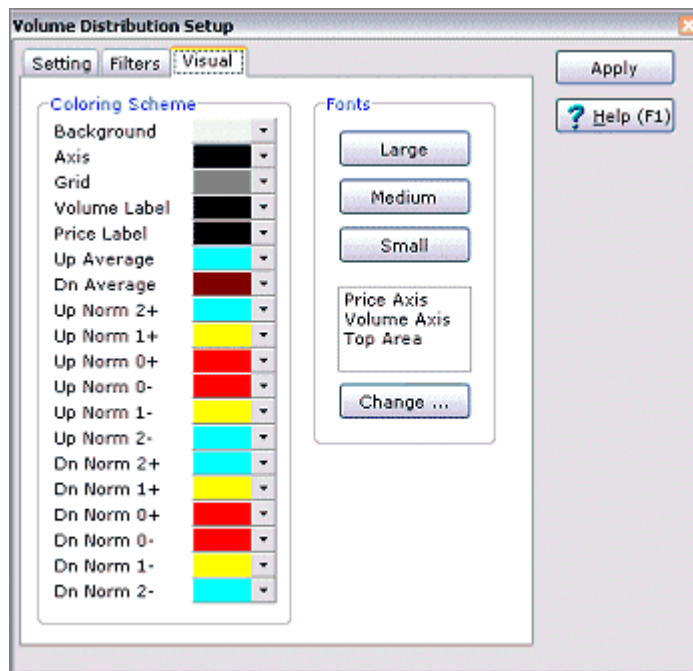 Volume Distribution Setup
Setting Filters Visual
Apply
? Help (F1)
Coloring Scheme
Background
Axis
Grid
Volume Label
Price Label
Up Average
Dn Average
Up Norm 2+
Up Norm 1+
Up Norm 0+
Up Norm 0-
Up Norm 1-
Up Norm 2-
Dn Norm 2+
Dn Norm 1+
Dn Norm 0+
Dn Norm 0-
Dn Norm 1-
Dn Norm 2-
Fonts
Large
Medium
Small
Price Axis
Volume Axis
Top Area
Change ...